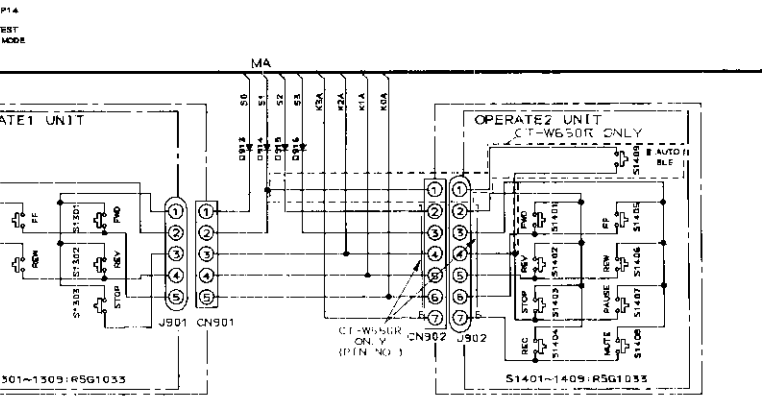 P14
TEST
MODE
MA
S0
S1
S2
S3
K3A
K2A
K1A
K0A
D913
D914
D915
D916
ATE1 UNIT
OPERATE2 UNIT
CT-W650R ONLY
S1409
AUTO
BLE
FF
S1301
FWD
REW
S1302
REV
S1303
STOP
1
2
3
4
5
1
2
3
4
5
J901
CN901
1
2
3
4
5
6
7
1
2
3
4
5
6
7
CN902
J902
CT-W650R
ONLY
(PIN NO.)
FWD
S1401
FF
S1405
REV
S1402
REW
S1406
STOP
S1403
PAUSE
S1407
REC
S1404
MUTE
S1408
301~1309:RSG1033
S1401~1409:RSG1033